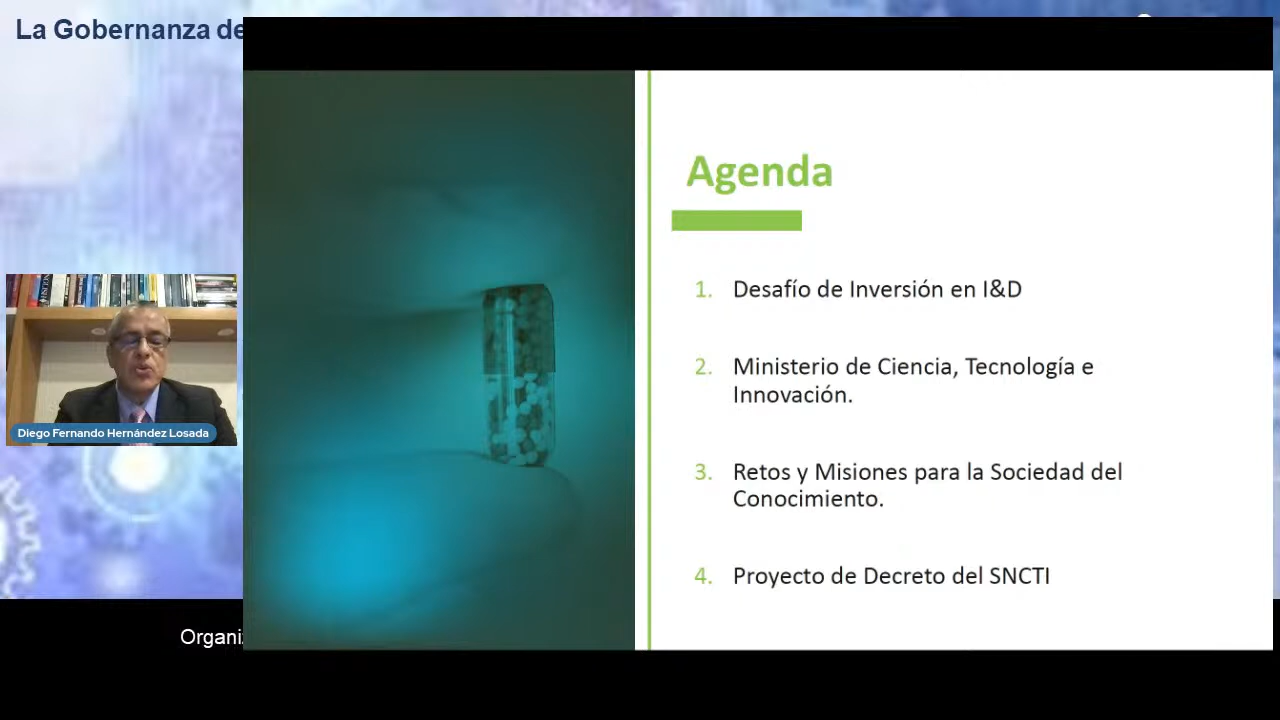 La Gobernanza de
Agenda
1. Desafío de Inversión en I&D
2. Ministerio de Ciencia, Tecnología e
Innovación.
3. Retos y Misiones para la Sociedad del
Conocimiento.
4. Proyecto de Decreto del SNCTI
Diego Fernando Hernández Losada
Organi